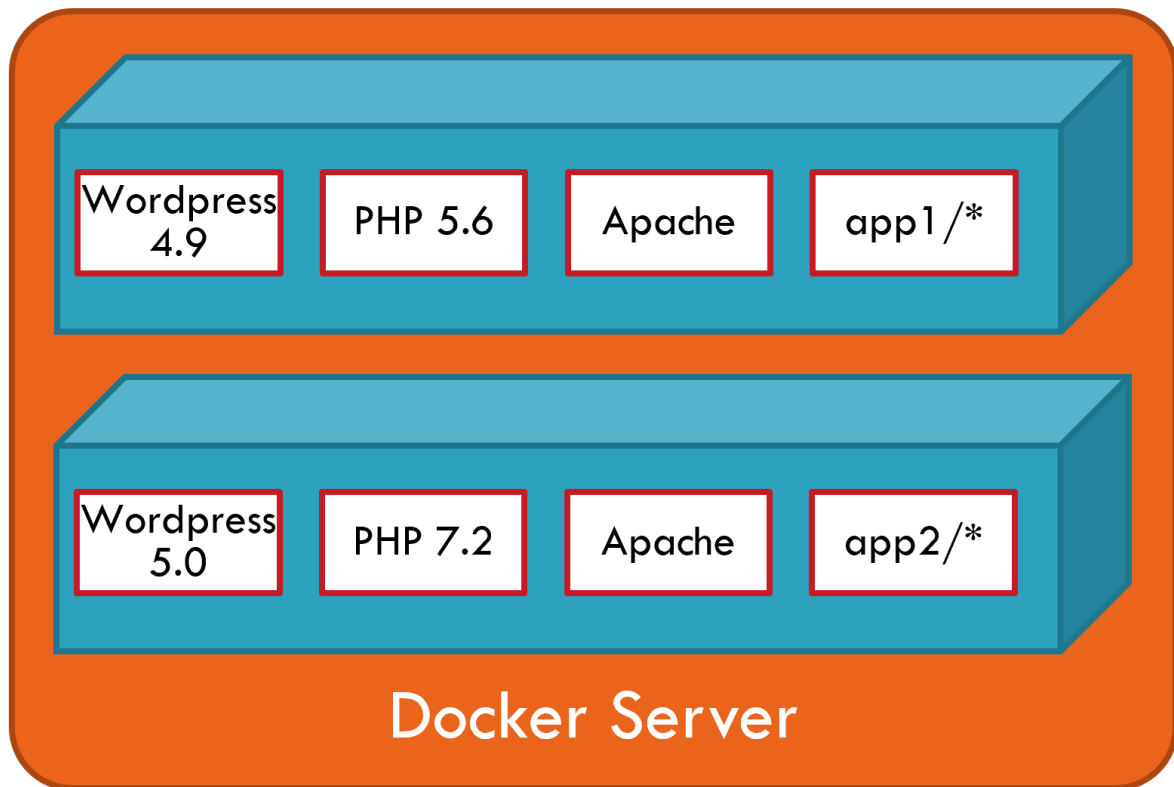 Wordpress
4.9
PHP 5.6
Apache
app1/*
Wordpress
5.0
PHP 7.2
Apache
app2/*
Docker Server